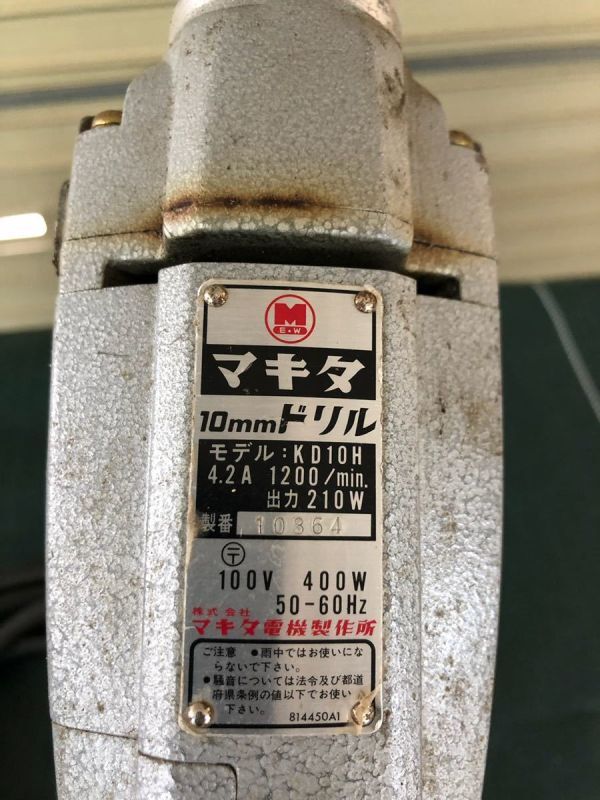 M
E・W
マキタ
10mmドリル
モデル:KD10H
4.2A 1200/min.
出力 210W
製番 10364
〒
100V 400W
50-60Hz
株式会社
マキタ電機製作所
ご注意 ●雨中ではお使いにな
らないで下さい。
●騒音については法令及び都道
府県条例の値以下でお使い
下さい。
814450A1